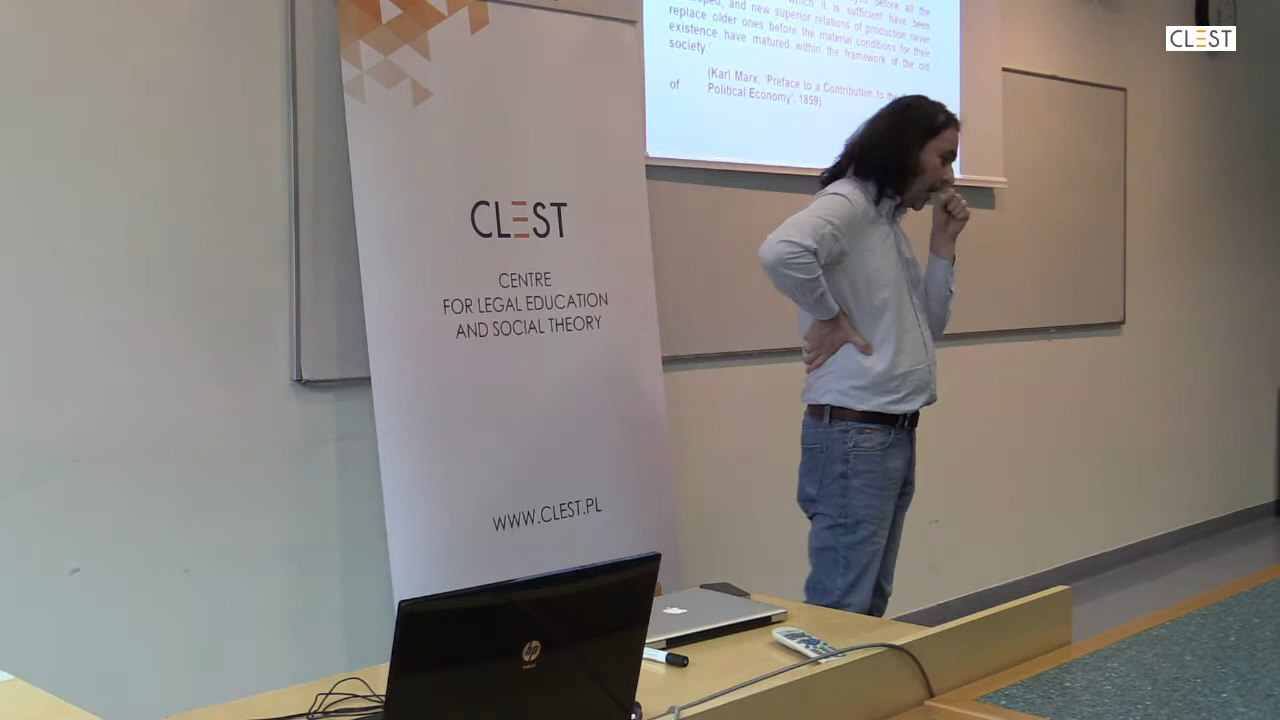 before all the
which it is sufficient have been
and new superior relations of production never
replace older ones before the material conditions for their
existence have matured within the framework of the old
society.'
(Karl Marx, 'Preface to a Contribution to the
of Political Economy', 1859)
CLEST
CLEST
CENTRE
FOR LEGAL EDUCATION
AND SOCIAL THEORY
WWW.CLEST.PL
hp